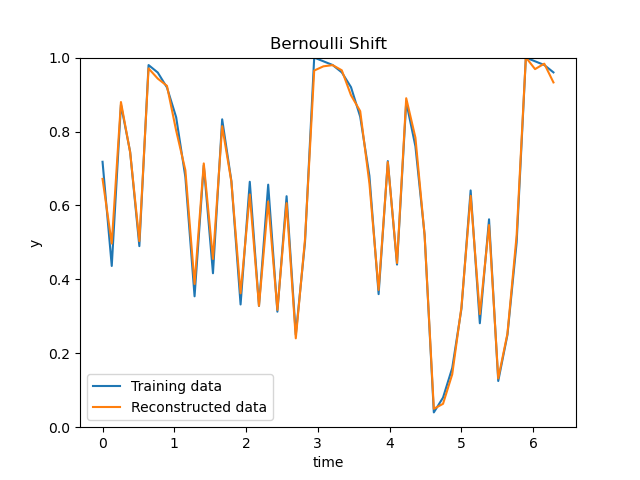 Bernoulli Shift
1.0
0.8
0.6
0.4
0.2
0.0
y
Training data
Reconstructed data
0 1 2 3 4 5 6
time